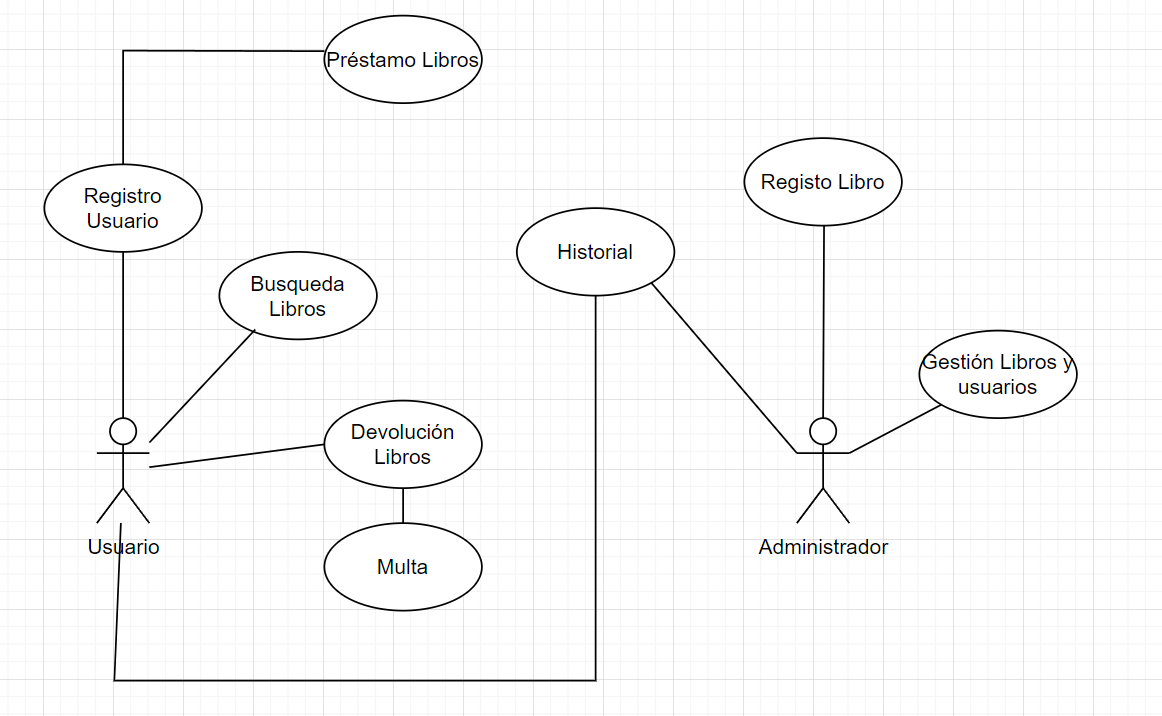 Préstamo Libros
Registo Libro
Registro
Usuario
Historial
Busqueda
Libros
Gestión Libros y
usuarios
Devolución
Libros
Usuario
Administrador
Multa